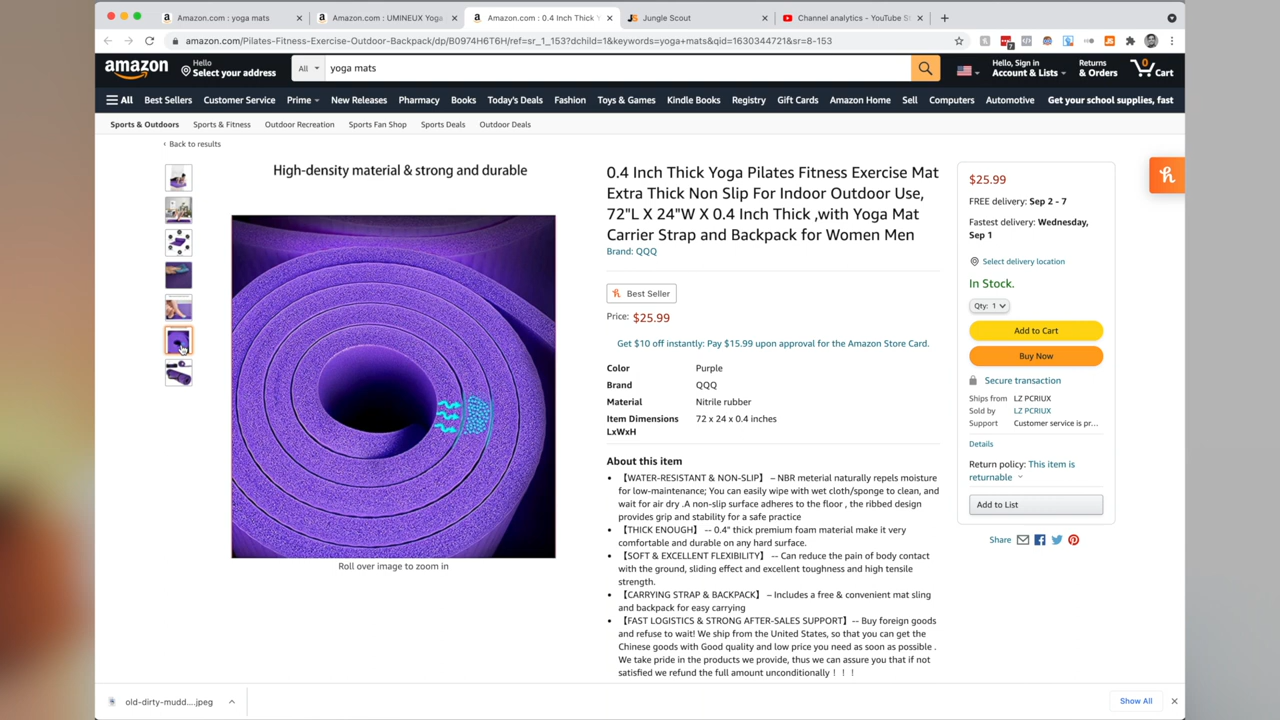 Amazon.com : yoga mats
Amazon.com : UMINEUX Yoga
Amazon.com : 0.4 Inch Thick Y
Jungle Scout
Channel analytics - YouTube St
amazon.com/Pilates-Fitness-Exercise-Outdoor-Backpack/dp/B0974H6T6H/ref=sr_1_153?dchild=1&keywords=yoga+mats&qid=1630344721&sr=8-153
7
amazon
Hello
Select your address
All
yoga mats
Hello, Sign in
Account & Lists
Returns
& Orders
0
Cart
All Best Sellers Customer Service Prime New Releases Pharmacy Books Today's Deals Fashion Toys & Games Kindle Books Registry Gift Cards Amazon Home Sell Computers Automotive Get your school supplies, fast
Sports & Outdoors Sports & Fitness Outdoor Recreation Sports Fan Shop Sports Deals Outdoor Deals
‹ Back to results
High-density material & strong and durable
Roll over image to zoom in
0.4 Inch Thick Yoga Pilates Fitness Exercise Mat
Extra Thick Non Slip For Indoor Outdoor Use,
72"L X 24"W X 0.4 Inch Thick ,with Yoga Mat
Carrier Strap and Backpack for Women Men
Brand: QQQ
Best Seller
Price: $25.99
Get $10 off instantly: Pay $15.99 upon approval for the Amazon Store Card.
Color Purple
Brand QQQ
Material Nitrile rubber
Item Dimensions 72 x 24 x 0.4 inches
LxWxH
About this item
• 【WATER-RESISTANT & NON-SLIP】 – NBR meterial naturally repels moisture
for low-maintenance; You can easily wipe with wet cloth/sponge to clean, and
wait for air dry .A non-slip surface adheres to the floor , the ribbed design
provides grip and stability for a safe practice
• 【THICK ENOUGH】 -- 0.4" thick premium foam material make it very
comfortable and durable on any hard surface.
• 【SOFT & EXCELLENT FLEXIBILITY】 -- Can reduce the pain of body contact
with the ground, sliding effect and excellent toughness and high tensile
strength.
• 【CARRYING STRAP & BACKPACK】 – Includes a free & convenient mat sling
and backpack for easy carrying
• 【FAST LOGISTICS & STRONG AFTER-SALES SUPPORT】-- Buy foreign goods
and refuse to wait! We ship from the United States, so that you can get the
Chinese goods with Good quality and low price you need as soon as possible .
We take pride in the products we provide, thus we can assure you that if not
satisfied we refund the full amount unconditionally！！！
$25.99
FREE delivery: Sep 2 - 7
Fastest delivery: Wednesday,
Sep 1
Select delivery location
In Stock.
Qty: 1
Add to Cart
Buy Now
Secure transaction
Ships from LZ PCRIUX
Sold by LZ PCRIUX
Support Customer service is pr...
Details
Return policy: This item is
returnable
Add to List
Share
old-dirty-mudd....jpeg
Show All